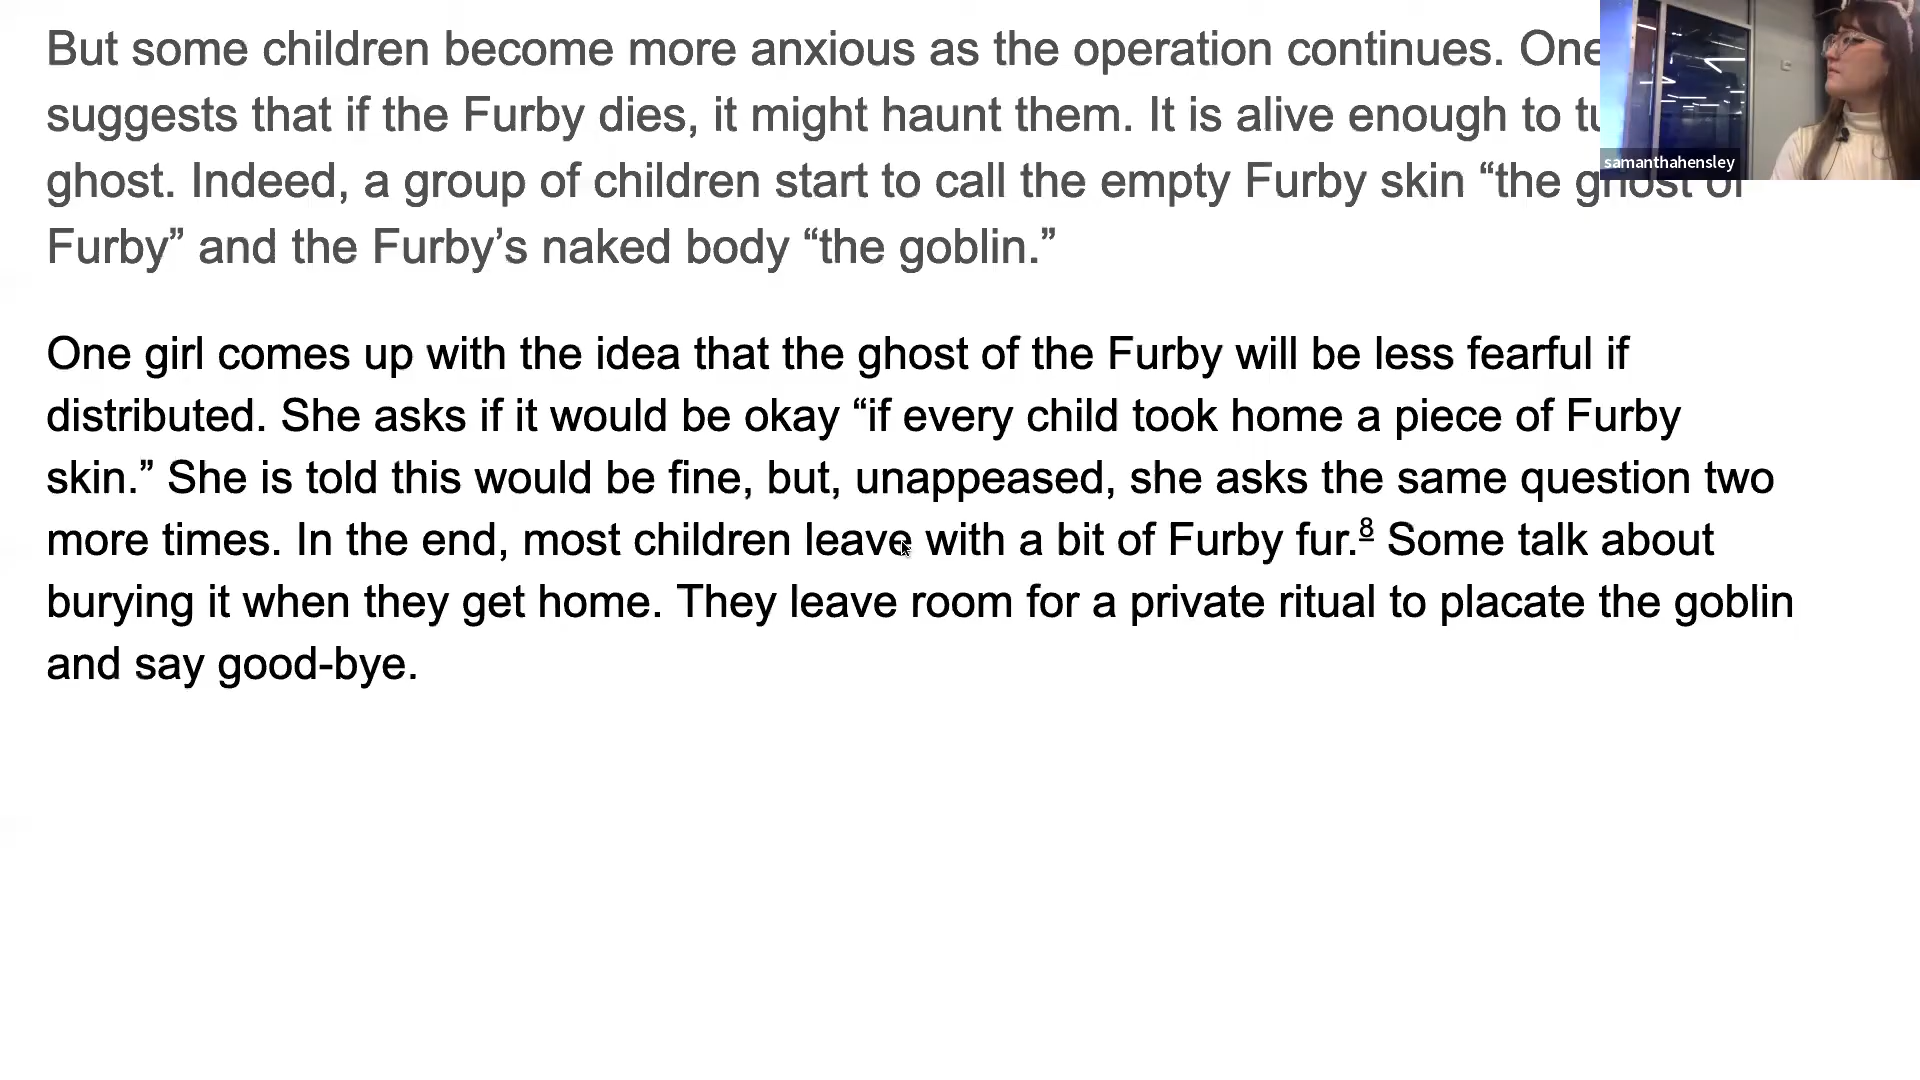 But some children become more anxious as the operation continues. One
suggests that if the Furby dies, it might haunt them. It is alive enough to
ghost. Indeed, a group of children start to call the empty Furby skin “the ghost of
Furby” and the Furby’s naked body “the goblin.”
One girl comes up with the idea that the ghost of the Furby will be less fearful if
distributed. She asks if it would be okay “if every child took home a piece of Furby
skin.” She is told this would be fine, but, unappeased, she asks the same question two
more times. In the end, most children leave with a bit of Furby fur.8 Some talk about
burying it when they get home. They leave room for a private ritual to placate the goblin
and say good-bye.
samanthahensley